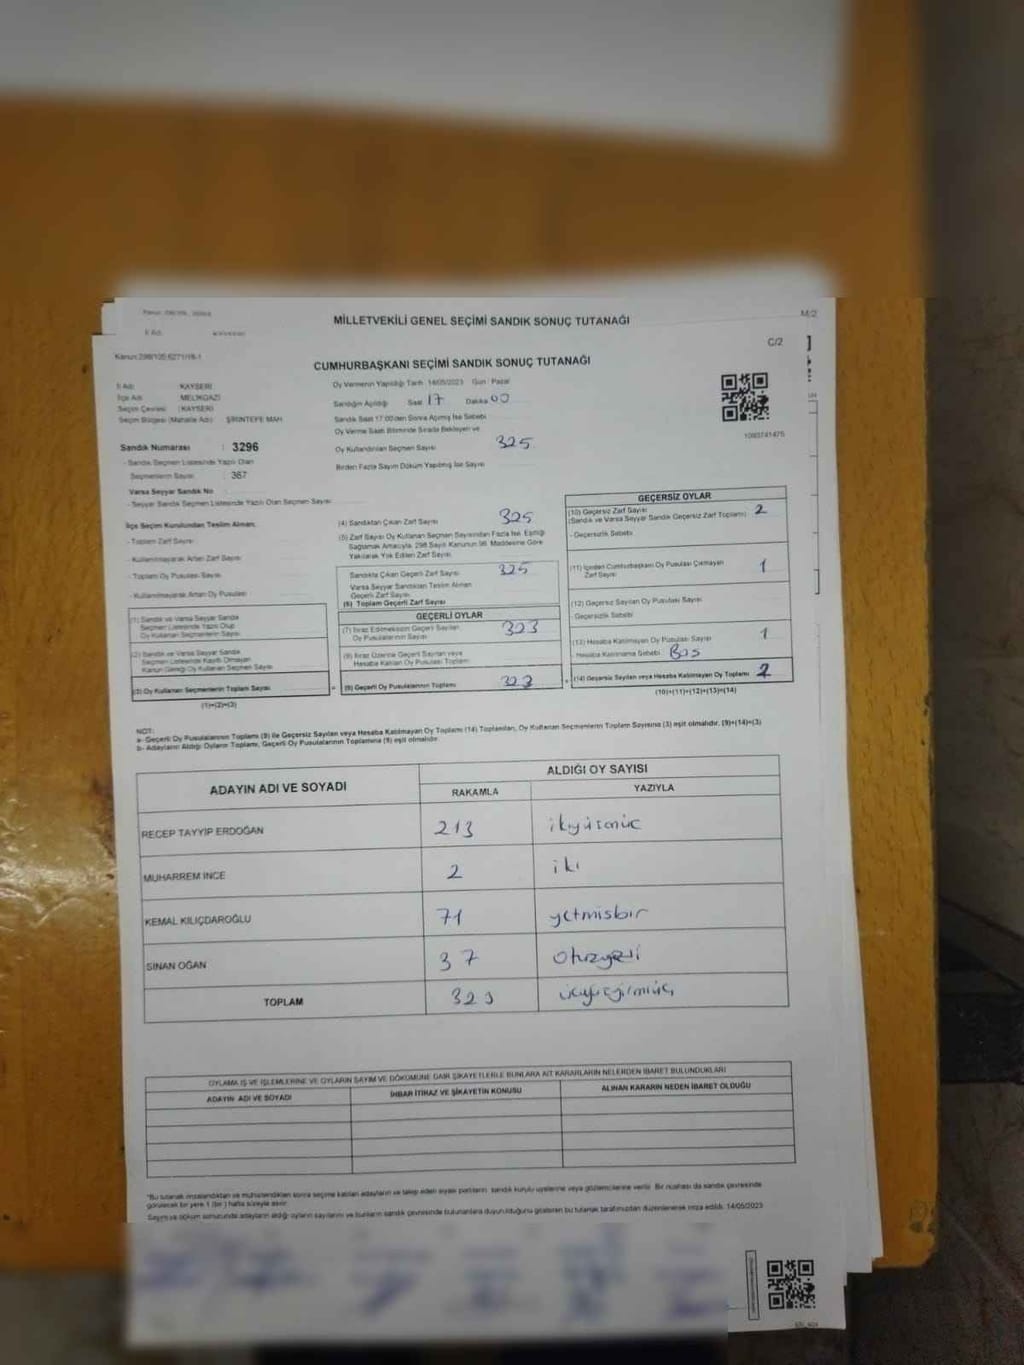 MİLLETVEKİLİ GENEL SEÇİMİ SANDIK SONUÇ TUTANAĞI
M/2
İli Adı
C/2
Kanun:298/105;6271/18-1
CUMHURBAŞKANI SEÇİMİ SANDIK SONUÇ TUTANAĞI
İli Adı : KAYSERİ
İlçe Adı : MELİKGAZİ
Seçim Çevresi : KAYSERİ
Seçim Bölgesi (Mahalle Adı) : ŞİRİNTEPE MAH
Sandık Numarası : 3296
- Sandık Seçmen Listesinde Yazılı Olan
Seçmenlerin Sayısı : 367
Varsa Seyyar Sandık No
- Seyyar Sandık Seçmen Listesinde Yazılı Olan Seçmen Sayısı
İlçe Seçim Kurulundan Teslim Alınan;
- Toplam Zarf Sayısı
- Kullanılmayarak Artan Zarf Sayısı
- Toplam Oy Pusulası Sayısı
- Kullanılmayarak Artan Oy Pusulası
(1) Sandık ve Varsa Seyyar Sandık
Seçmen Listesinde Yazılı Olup
Oy Kullanan Seçmenlerin Sayısı
(2) Sandık ve Varsa Seyyar Sandık
Seçmen Listesinde Kayıtlı Olmayan
Kanun Gereği Oy Kullanan Seçmen Sayısı
(3) Oy Kullanan Seçmenlerin Toplam Sayısı
(1)+(2)=(3)
Oy Vermenin Yapıldığı Tarih 14/05/2023 Gün : Pazar
Sandığın Açıldığı Saat 17 Dakika 00
Sandık Saat 17:00'den Sonra Açılmış İse Sebebi
Oy Verme Saati Bitiminde Sırada Bekleyen ve
Oy Kullandırılan Seçmen Sayısı 325
Birden Fazla Sayım Döküm Yapılmış İse Sayısı
1093741475
(4) Sandıktan Çıkan Zarf Sayısı 325
(5) Zarf Sayısı Oy Kullanan Seçmen Sayısından Fazla İse, Eşitliği
Sağlamak Amacıyla, 298 Sayılı Kanunun 98. Maddesine Göre
Yakılarak Yok Edilen Zarf Sayısı
Sandıkta Çıkan Geçerli Zarf Sayısı 325
Varsa Seyyar Sandıktan Teslim Alınan
Geçerli Zarf Sayısı
(6) Toplam Geçerli Zarf Sayısı
GEÇERLİ OYLAR
(7) İtiraz Edilmeksizin Geçerli Sayılan
Oy Pusulalarının Sayısı 323
(8) İtiraz Üzerine Geçerli Sayılan veya
Hesaba Katılan Oy Pusulası Toplamı
= (9) Geçerli Oy Pusulalarının Toplamı 323
GEÇERSİZ OYLAR
(10) Geçersiz Zarf Sayısı
(Sandık ve Varsa Seyyar Sandık Geçersiz Zarf Toplamı) 2
- Geçersizlik Sebebi
(11) İçinden Cumhurbaşkanı Oy Pusulası Çıkmayan
Zarf Sayısı 1
(12) Geçersiz Sayılan Oy Pusulası Sayısı
Geçersizlik Sebebi
(13) Hesaba Katılmayan Oy Pusulası Sayısı 1
- Hesaba Katılmama Sebebi : Boş
+ (14) Geçersiz Sayılan veya Hesaba Katılmayan Oy Toplamı 2
(10)+(11)+(12)+(13)=(14)
NOT:
a- Geçerli Oy Pusulalarının Toplamı (9) ile Geçersiz Sayılan veya Hesaba Katılmayan Oy Toplamı (14) Toplamları, Oy Kullanan Seçmenlerin Toplam Sayısına (3) eşit olmalıdır. (9)+(14)=(3)
b- Adayların Aldığı Oyların Toplamı, Geçerli Oy Pusulalarının Toplamına (9) eşit olmalıdır.
ADAYIN ADI VE SOYADI
ALDIĞI OY SAYISI
RAKAMLA YAZIYLA
RECEP TAYYİP ERDOĞAN 213 ikiyüzonüç
MUHARREM İNCE 2 iki
KEMAL KILIÇDAROĞLU 71 yetmişbir
SİNAN OĞAN 37 otuzyedi
TOPLAM 323 üçyüzyirmiüç
OYLAMA İŞ VE İŞLEMLERİNE VE OYLARIN SAYIM VE DÖKÜMÜNE DAİR ŞİKAYETLERLE BUNLARA AİT KARARLARIN NELERDEN İBARET BULUNDUKLARI
ADAYIN ADI VE SOYADI İHBAR İTİRAZ VE ŞİKAYETİN KONUSU ALINAN KARARIN NEDEN İBARET OLDUĞU
*Bu tutanak imzalandıktan ve mühürlendikten sonra seçime katılan adayların ve talep eden siyasi partilerin sandık kurulu üyelerine veya gözlemcilerine verilir. Bir nüshası da sandık çevresinde
görülecek bir yere 1 (bir) hafta süreyle asılır.
Sayım ve döküm sonucunda adayların aldığı oyların sayılarını ve bunların sandık çevresinde bulunanlara duyurulduğunu gösteren bu tutanak tarafımızdan düzenlenerek imza edildi. 14/05/2023